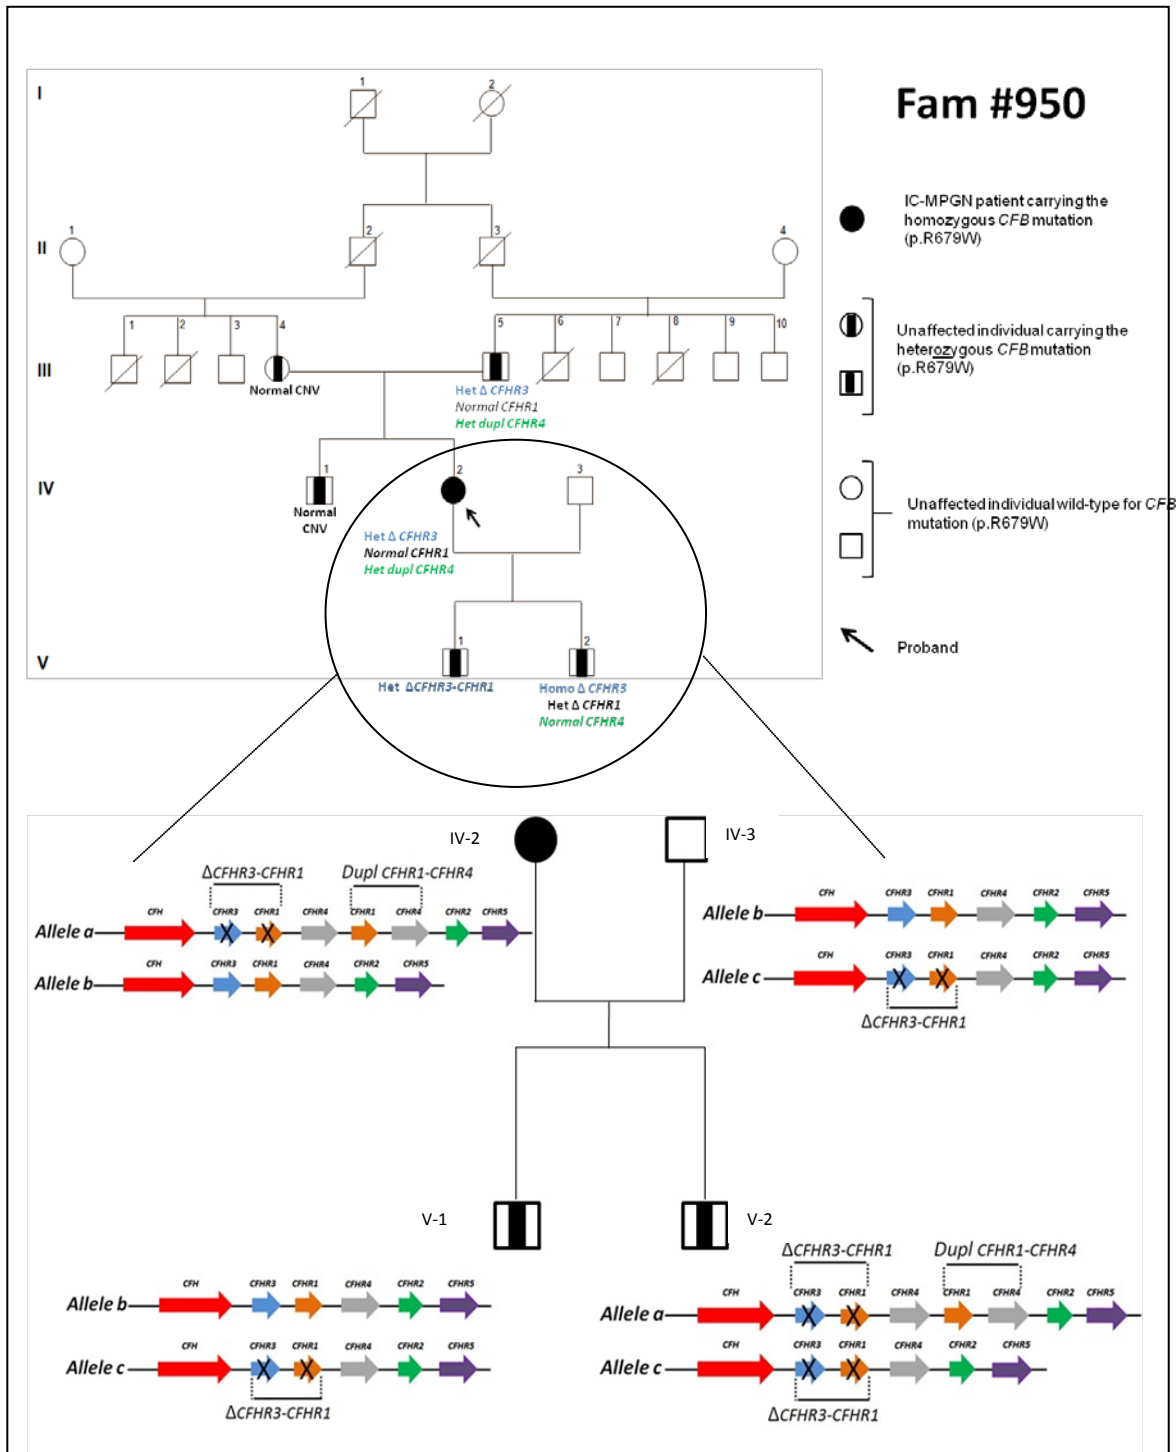 Fam #950
I
1
2
II
1
2
3
4
III
1
2
3
4
5
6
7
8
9
10
Normal CNV
Het Δ CFHR3
Normal CFHR1
Het dupl CFHR4
IV
1
2
3
Normal
CNV
Het Δ CFHR3
Normal CFHR1
Het dupl CFHR4
V
1
2
Het ΔCFHR3-CFHR1
Homo Δ CFHR3
Het Δ CFHR1
Normal CFHR4
IC-MPGN patient carrying the
homozygous CFB mutation
(p.R679W)
Unaffected individual carrying the
heterozygous CFB mutation
(p.R679W)
Unaffected individual wild-type for CFB
mutation (p.R679W)
Proband
IV-2
IV-3
ΔCFHR3-CFHR1
Dupl CFHR1-CFHR4
CFH CFHR3 CFHR1 CFHR4 CFHR1 CFHR4 CFHR2 CFHR5
Allele a
CFH CFHR3 CFHR1 CFHR4 CFHR2 CFHR5
Allele b
CFH CFHR3 CFHR1 CFHR4 CFHR2 CFHR5
Allele b
CFH CFHR3 CFHR1 CFHR4 CFHR2 CFHR5
Allele c
ΔCFHR3-CFHR1
V-1
V-2
CFH CFHR3 CFHR1 CFHR4 CFHR2 CFHR5
Allele b
CFH CFHR3 CFHR1 CFHR4 CFHR2 CFHR5
Allele c
ΔCFHR3-CFHR1
ΔCFHR3-CFHR1
Dupl CFHR1-CFHR4
CFH CFHR3 CFHR1 CFHR4 CFHR1 CFHR4 CFHR2 CFHR5
Allele a
CFH CFHR3 CFHR1 CFHR4 CFHR2 CFHR5
Allele c
ΔCFHR3-CFHR1